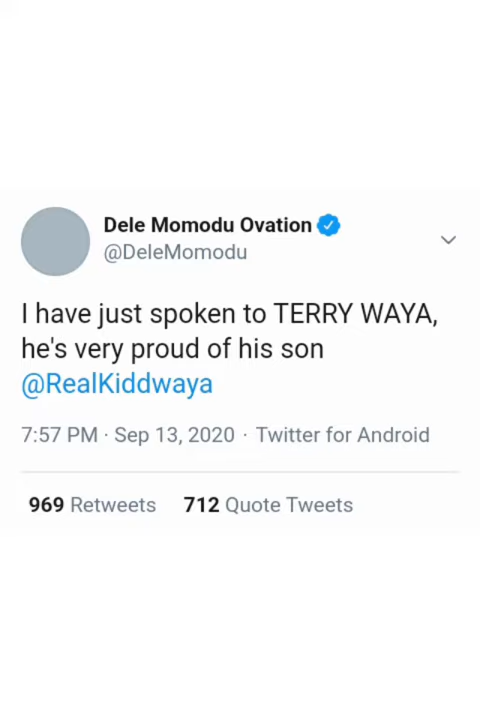 Dele Momodu Ovation
@DeleMomodu
I have just spoken to TERRY WAYA,
he's very proud of his son
@RealKiddwaya
7:57 PM · Sep 13, 2020 · Twitter for Android
969 Retweets 712 Quote Tweets